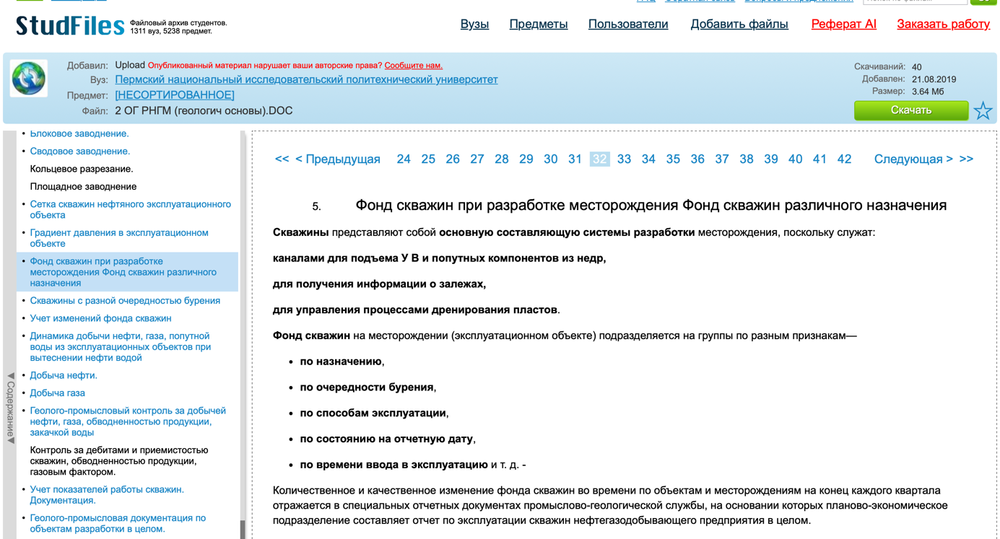 StudFiles
Файловый архив студентов.
1311 вуз, 5238 предмет.
Вузы Предметы Пользователи Добавить файлы Реферат AI Заказать работу
Добавил: Upload Опубликованный материал нарушает ваши авторские права? Сообщите нам.
Вуз: Пермский национальный исследовательский политехнический университет
Предмет: [НЕСОРТИРОВАННОЕ]
Файл: 2 ОГ РНГМ (геологич основы).DOC
Скачиваний: 40
Добавлен: 21.08.2019
Размер: 3.64 Мб
Скачать
◀Содержание▼
• Блоковое заводнение.
• Сводовое заводнение.
Кольцевое разрезание.
Площадное заводнение
• Сетка скважин нефтяного эксплуатационного
объекта
• Градиент давления в эксплуатационном
объекте
• Фонд скважин при разработке
месторождения Фонд скважин различного
назначения
• Скважины с разной очередностью бурения
• Учет изменений фонда скважин
• Динамика добычи нефти, газа, попутной
воды из эксплуатационных объектов при
вытеснении нефти водой
• Добыча нефти.
• Добыча газа
• Геолого-промысловый контроль за добычей
нефти, газа, обводненностью продукции,
закачкой воды
Контроль за дебитами и приемистостью
скважин, обводненностью продукции,
газовым фактором.
• Учет показателей работы скважин.
Документация.
• Геолого-промысловая документация по
объектам разработки в целом.
<< < Предыдущая 24 25 26 27 28 29 30 31 32 33 34 35 36 37 38 39 40 41 42 Следующая > >>
5. Фонд скважин при разработке месторождения Фонд скважин различного назначения
Скважины представляют собой основную составляющую системы разработки месторождения, поскольку служат:
каналами для подъема У В и попутных компонентов из недр,
для получения информации о залежах,
для управления процессами дренирования пластов.
Фонд скважин на месторождении (эксплуатационном объекте) подразделяется на группы по разным признакам—
• по назначению,
• по очередности бурения,
• по способам эксплуатации,
• по состоянию на отчетную дату,
• по времени ввода в эксплуатацию и т. д. -
Количественное и качественное изменение фонда скважин во времени по объектам и месторождениям на конец каждого квартала
отражается в специальных отчетных документах промыслово-геологической службы, на основании которых планово-экономическое
подразделение составляет отчет по эксплуатации скважин нефтегазодобывающего предприятия в целом.